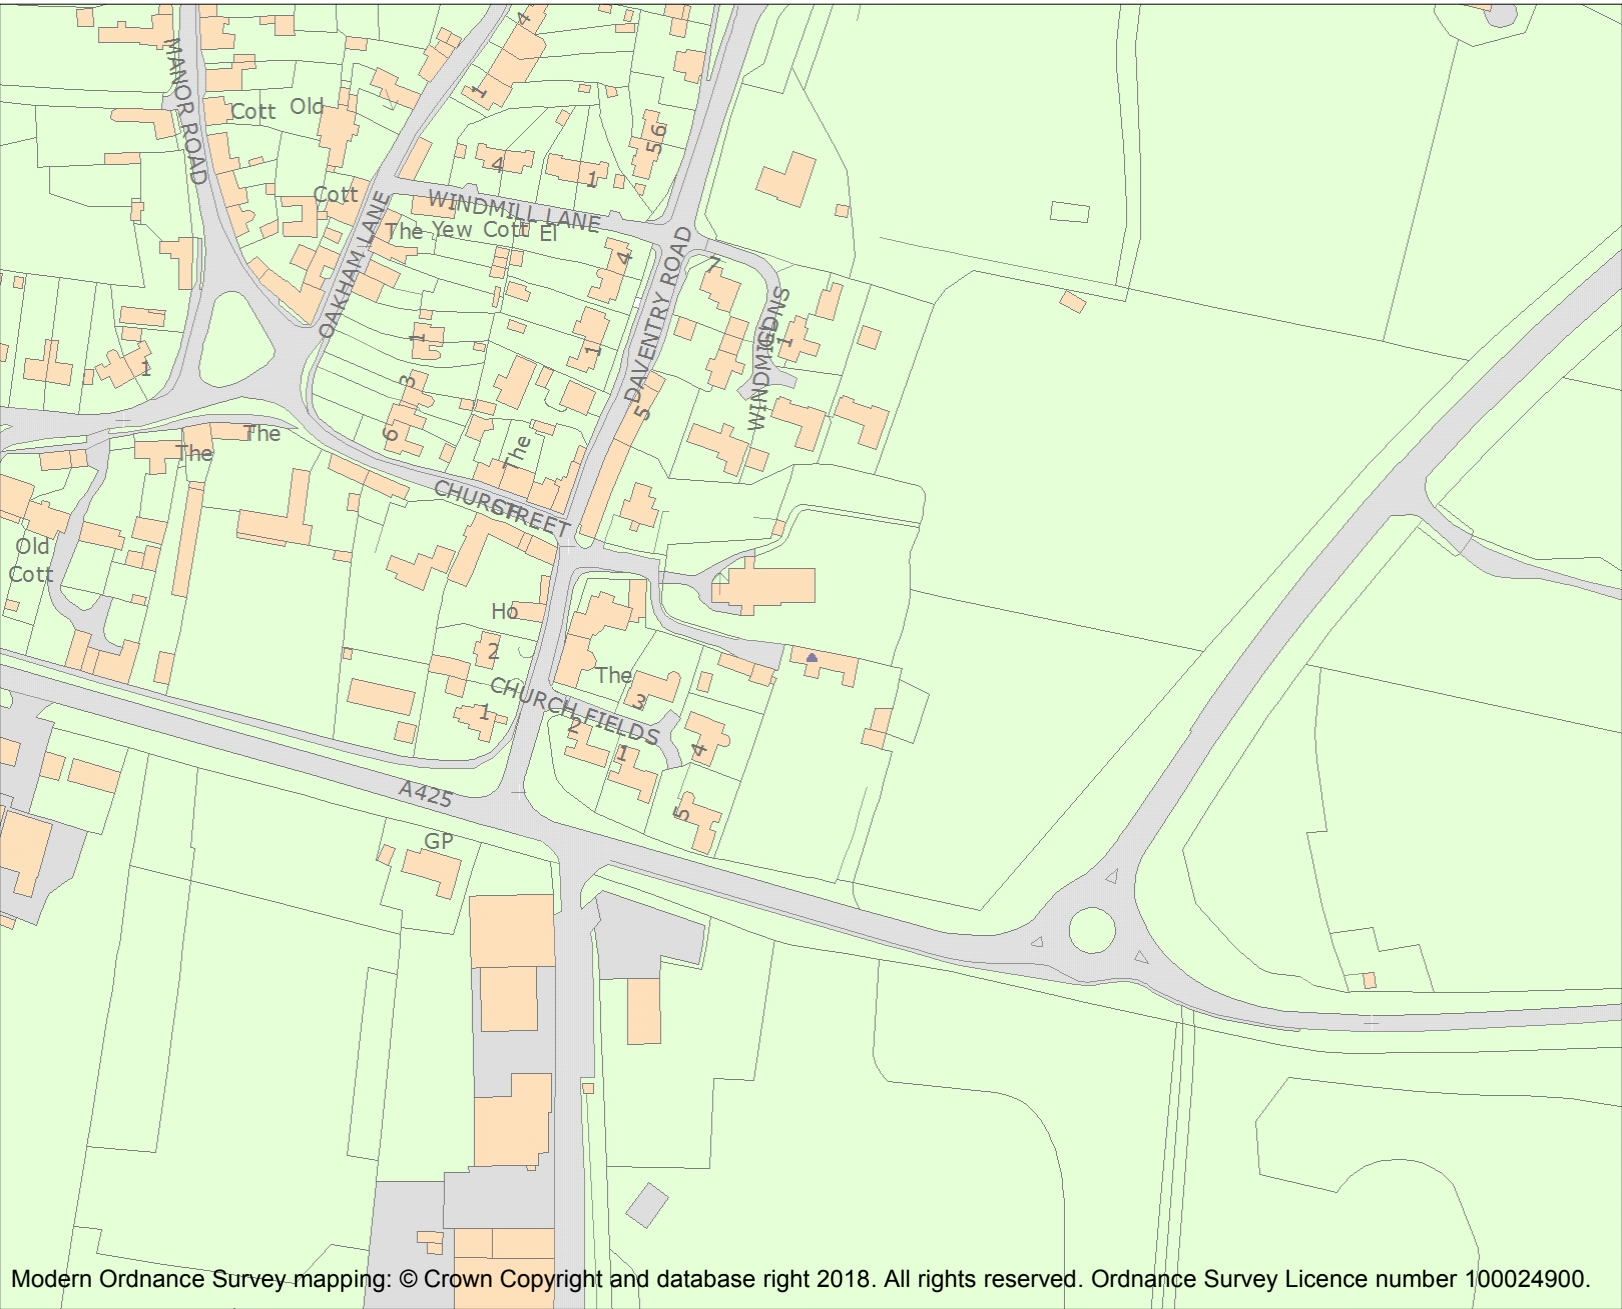 4
1
MANOR ROAD
Cott
Old
56
4
1
Cott
WINDMILL LANE
The Yew Cott
El
OAKHAM LANE
DAVENTRY ROAD
4
7
WINDMILL
GDNS
1
1
1
1
3
5
6
The
The
The
CHURCH
STREET
Old
Cott
Ho
2
The
3
CHURCH FIELDS
1
2
1
4
A425
5
GP
Modern Ordnance Survey mapping: © Crown Copyright and database right 2018. All rights reserved. Ordnance Survey Licence number 100024900.